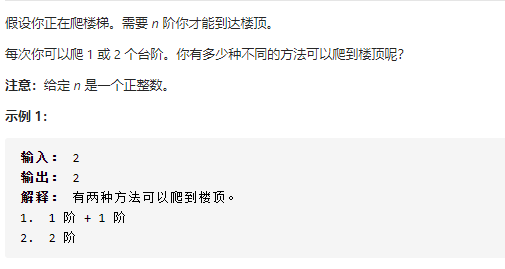 假设你正在爬楼梯。需要 n 阶你才能到达楼顶。
每次你可以爬 1 或 2 个台阶。你有多少种不同的方法可以爬到楼顶呢？
注意：给定 n 是一个正整数。
示例 1：
输入： 2
输出： 2
解释： 有两种方法可以爬到楼顶。
1. 1 阶 + 1 阶
2. 2 阶